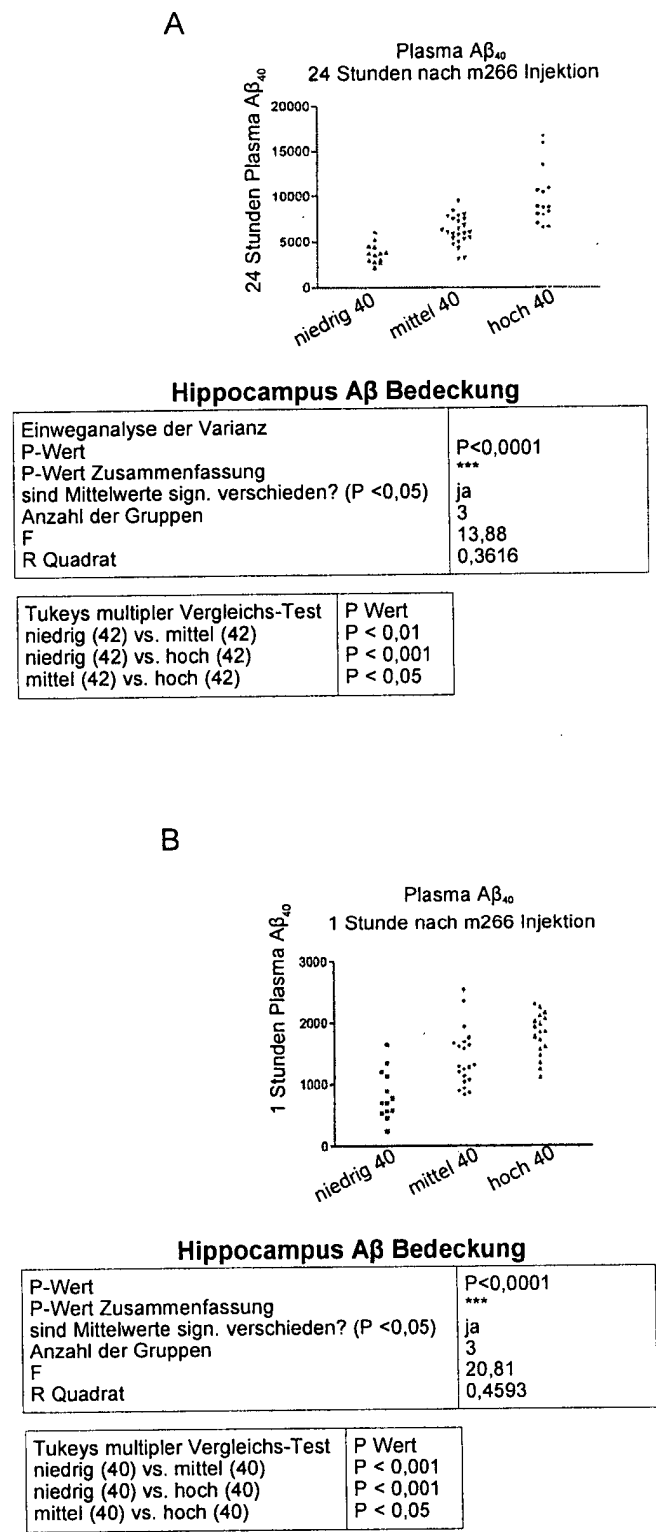 A
Plasma Aβ₄₀
24 Stunden nach m266 Injektion
24 Stunden Plasma Aβ₄₀
20000
15000
10000
5000
0
niedrig 40
mittel 40
hoch 40
Hippocampus Aβ Bedeckung
Einweganalyse der Varianz
P-Wert P<0,0001
P-Wert Zusammenfassung ***
sind Mittelwerte sign. verschieden? (P <0,05) ja
Anzahl der Gruppen 3
F 13,88
R Quadrat 0,3616
Tukeys multipler Vergleichs-Test P Wert
niedrig (42) vs. mittel (42) P < 0,01
niedrig (42) vs. hoch (42) P < 0,001
mittel (42) vs. hoch (42) P < 0,05
B
Plasma Aβ₄₀
1 Stunde nach m266 Injektion
1 Stunden Plasma Aβ₄₀
3000
2000
1000
0
niedrig 40
mittel 40
hoch 40
Hippocampus Aβ Bedeckung
P-Wert P<0,0001
P-Wert Zusammenfassung ***
sind Mittelwerte sign. verschieden? (P <0,05) ja
Anzahl der Gruppen 3
F 20,81
R Quadrat 0,4593
Tukeys multipler Vergleichs-Test P Wert
niedrig (40) vs. mittel (40) P < 0,001
niedrig (40) vs. hoch (40) P < 0,001
mittel (40) vs. hoch (40) P < 0,05